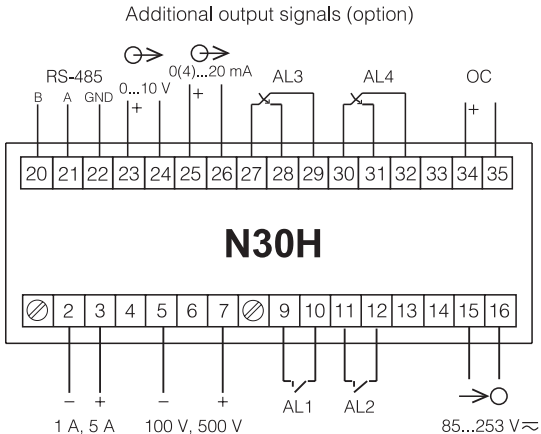 Additional output signals (option)
RS-485 0...10 V 0(4)...20 mA AL3 AL4 OC
B A GND + + +
20 21 22 23 24 25 26 27 28 29 30 31 32 33 34 35
N30H
2 3 4 5 6 7 9 10 11 12 13 14 15 16
− + − + AL1 AL2
1 A, 5 A 100 V, 500 V 85...253 V